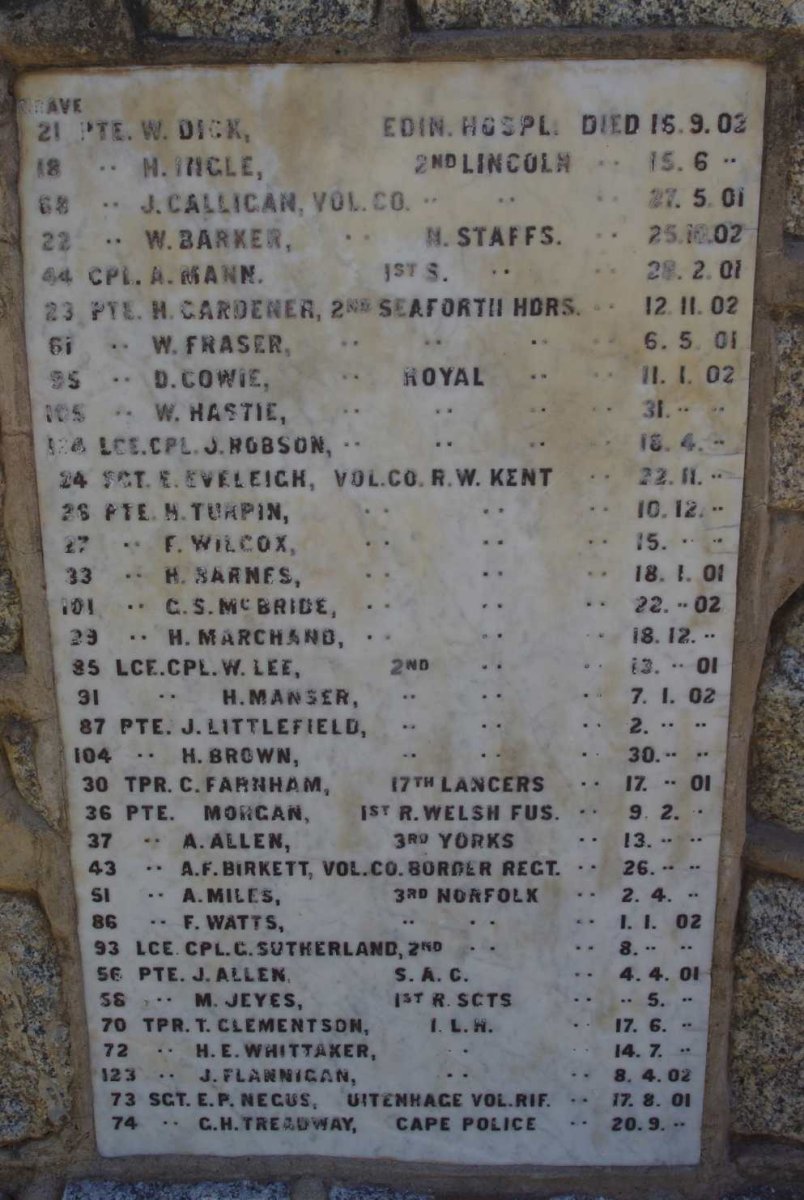 GRAVE
21 PTE. W. DICK, EDIN. HOSPL. DIED 16. 9. 02
18 ·· H. INGLE, 2ND LINCOLN ·· 15. 6 ··
68 ·· J. CALLIGAN, VOL. CO. ·· ·· ·· 27. 5. 01
22 ·· W. BARKER, ·· N. STAFFS. ·· 25.10.02
44 CPL. A. MANN. 1ST S. ·· ·· 28. 2. 01
23 PTE. H. GARDENER, 2ND SEAFORTH HDRS. ·· 12. 11. 02
61 ·· W. FRASER, ·· ·· ·· ·· 6. 5. 01
95 ·· D. COWIE, ·· ROYAL ·· ·· 11. 1. 02
105 ·· W. HASTIE, ·· ·· ·· ·· 31. ·· ··
124 LCE. CPL. J. ROBSON, ·· ·· ·· ·· 18. 4. ··
24 SGT. E. EVELEIGH, VOL. CO. R. W. KENT ·· 22. 11. ··
26 PTE. H. TURPIN, ·· ·· ·· 10. 12. ··
27 ·· F. WILCOX, ·· ·· ·· 15. ·· ··
33 ·· H. BARNES, ·· ·· ·· 18. 1. 01
101 ·· C. S. McBRIDE, ·· ·· ·· 22. ·· 02
29 ·· H. MARCHAND, ·· ·· ·· 18. 12. ··
35 LCE. CPL. W. LEE, 2ND ·· ·· 13. ·· 01
91 ·· H. MANSER, ·· ·· ·· 7. 1. 02
87 PTE. J. LITTLEFIELD, ·· ·· ·· 2. ·· ··
104 ·· H. BROWN, ·· ·· ·· 30. ·· ··
30 TPR. C. FARNHAM, 17TH LANCERS ·· 17. ·· 01
36 PTE. MORGAN, 1ST R. WELSH FUS. ·· 9. 2. ··
37 ·· A. ALLEN, 3RD YORKS ·· 13. ·· ··
43 ·· A. F. BIRKETT, VOL. CO. BORDER REGT. ·· 26. ·· ··
51 ·· A. MILES, 3RD NORFOLK ·· 2. 4. ··
86 ·· F. WATTS, ·· ·· ·· 1. 1. 02
93 LCE. CPL. G. SUTHERLAND, 2ND ·· ·· 8. ·· ··
56 PTE. J. ALLEN, S. A. C. ·· 4. 4. 01
58 ·· M. JEYES, 1ST R. SCTS ·· ·· 5. ··
70 TPR. T. CLEMENTSON, I. L. H. ·· 17. 6. ··
72 ·· H. E. WHITTAKER, ·· ·· 14. 7. ··
123 ·· J. FLANNIGAN, ·· ·· 8. 4. 02
73 SGT. E. P. NEGUS, UITENHAGE VOL. RIF. ·· 17. 8. 01
74 ·· G. H. TREADWAY, CAPE POLICE ·· 20. 9. ··